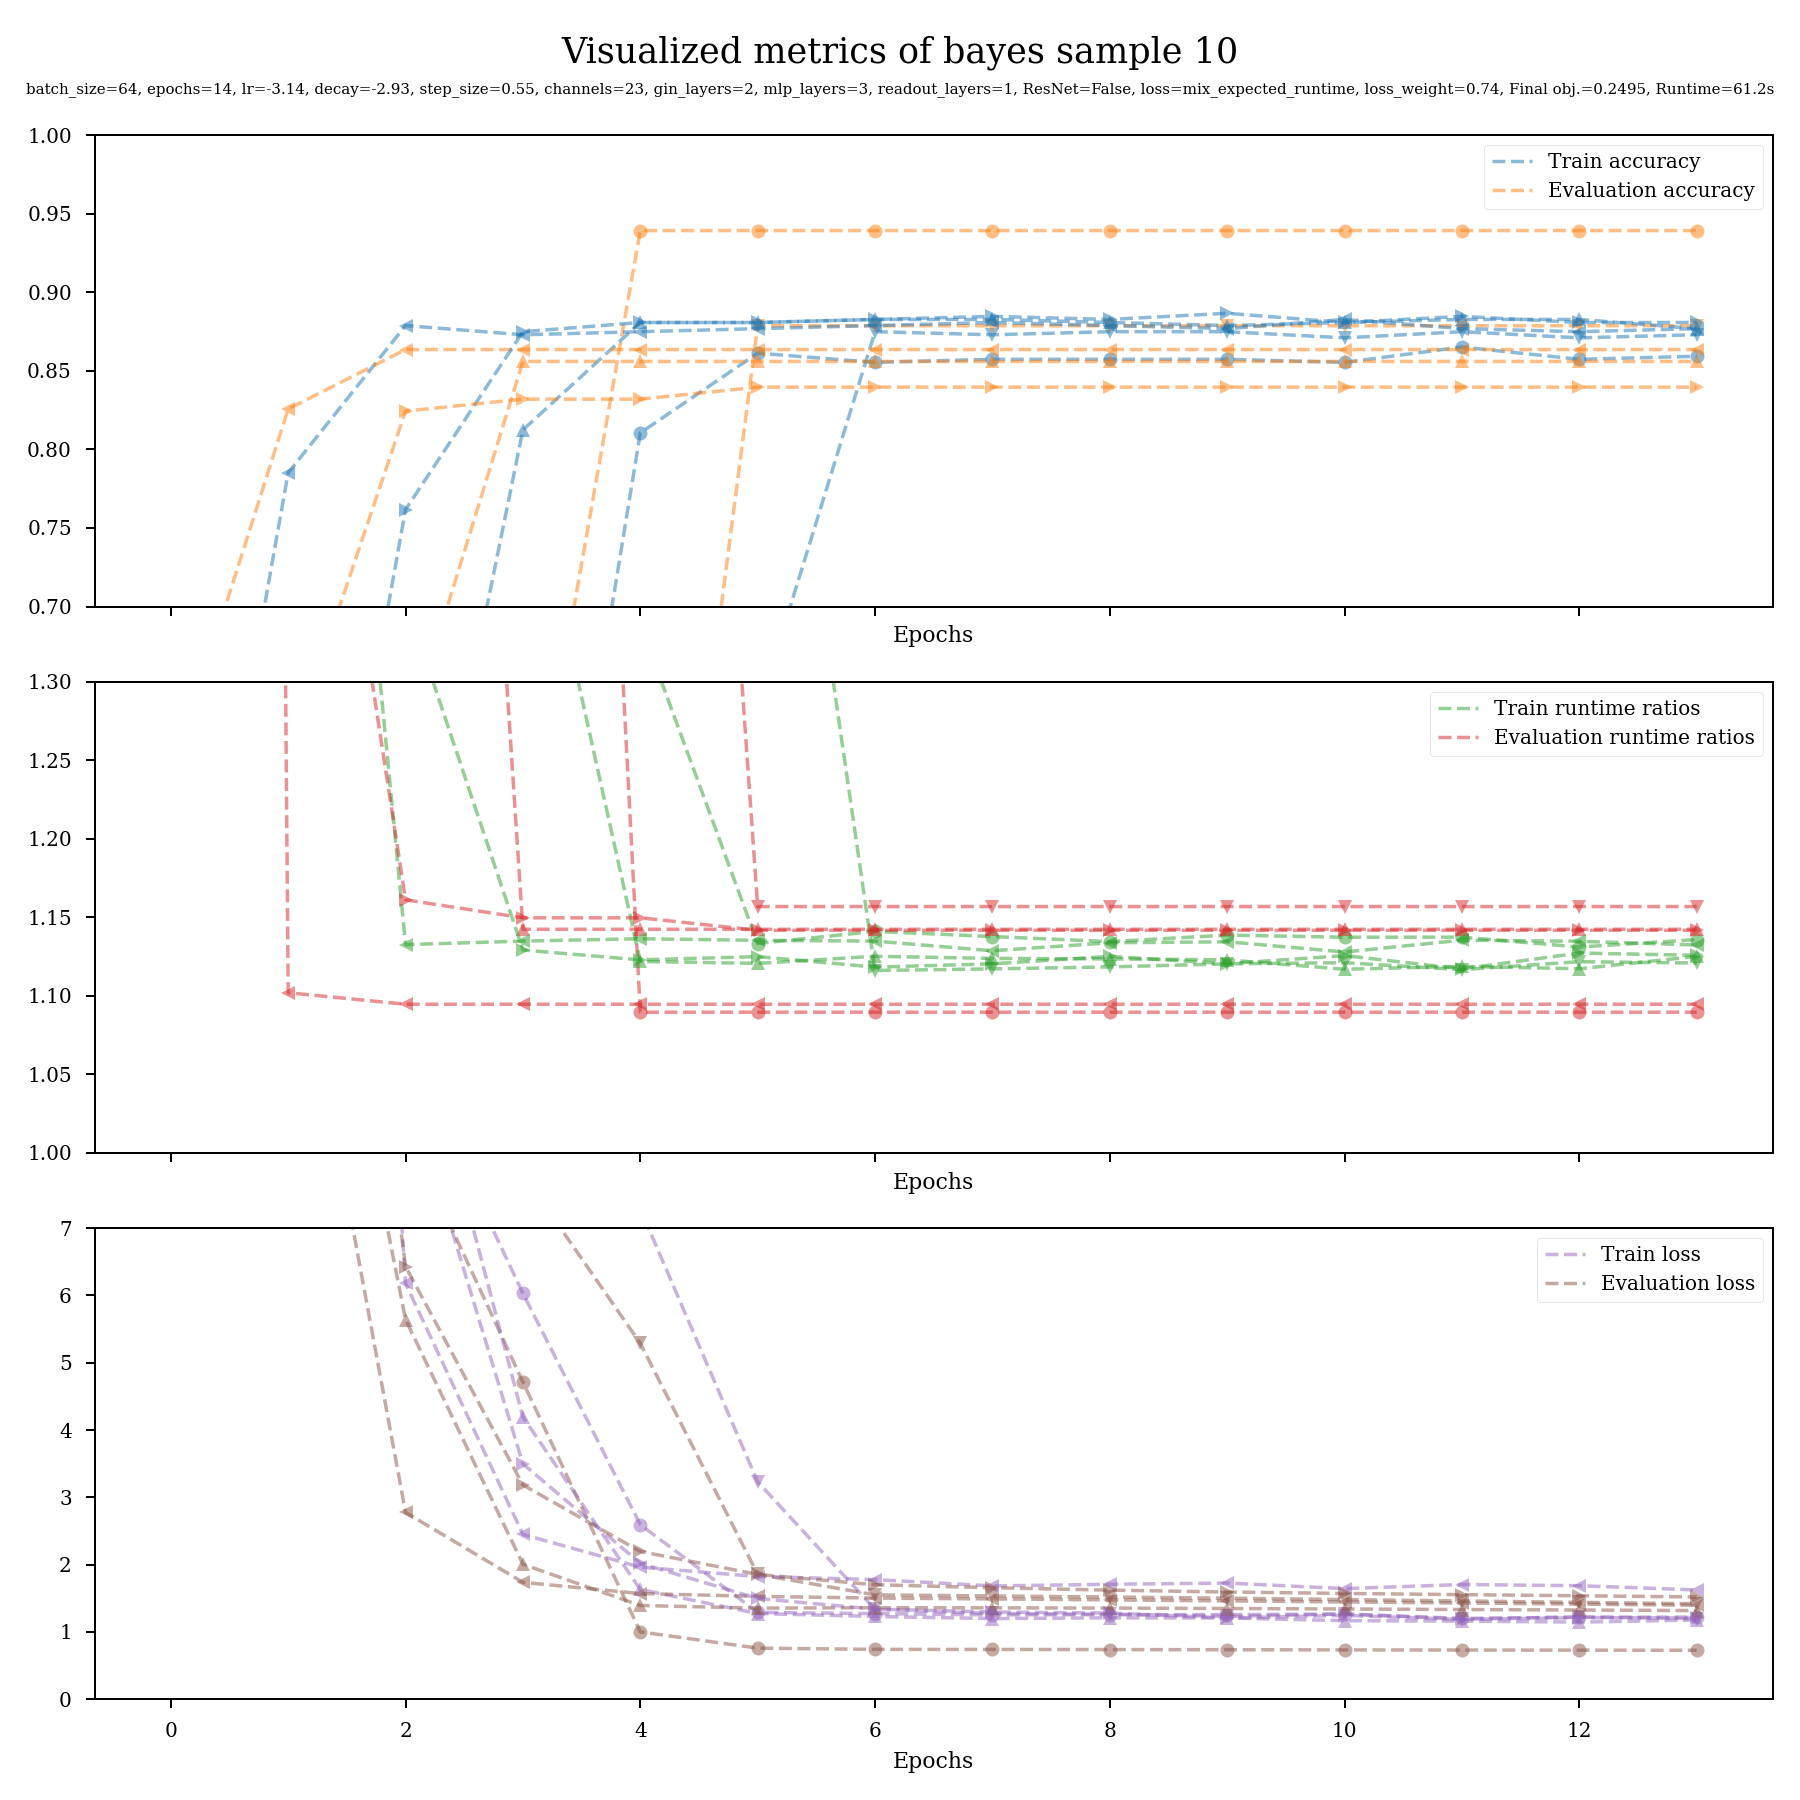 Visualized metrics of bayes sample 10
batch_size=64, epochs=14, lr=-3.14, decay=-2.93, step_size=0.55, channels=23, gin_layers=2, mlp_layers=3, readout_layers=1, ResNet=False, loss=mix_expected_runtime, loss_weight=0.74, Final obj.=0.2495, Runtime=61.2s
1.00
0.95
0.90
0.85
0.80
0.75
0.70
Train accuracy
Evaluation accuracy
Epochs
1.30
1.25
1.20
1.15
1.10
1.05
1.00
Train runtime ratios
Evaluation runtime ratios
Epochs
7
6
5
4
3
2
1
0
Train loss
Evaluation loss
0 2 4 6 8 10 12
Epochs